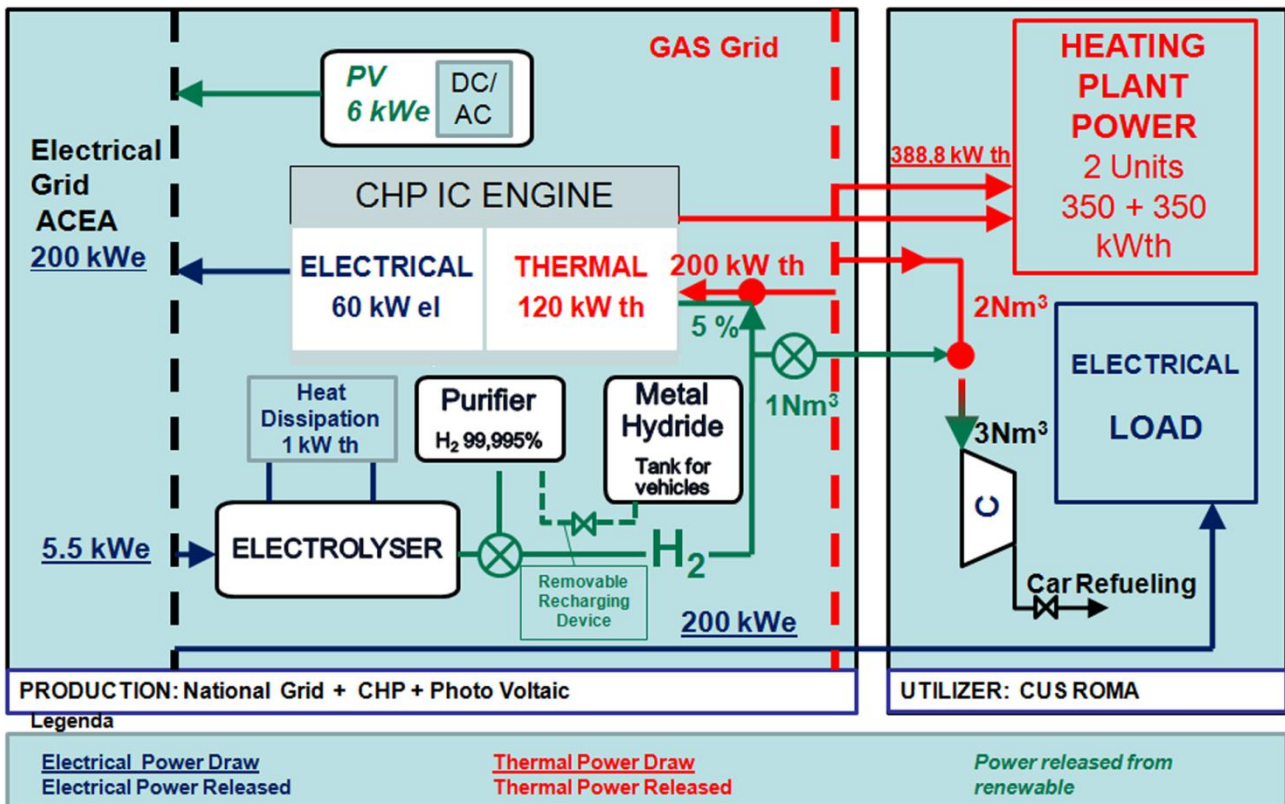 GAS Grid
PV
6 kWe
DC/
AC
Electrical
Grid
ACEA
200 kWe
CHP IC ENGINE
ELECTRICAL
60 kW el
THERMAL
120 kW th
200 kW th
5 %
1Nm³
Heat
Dissipation
1 kW th
Purifier
H₂ 99,995%
Metal
Hydride
Tank for
vehicles
5.5 kWe
ELECTROLYSER
H₂
Removable
Recharging
Device
200 kWe
388,8 kW th
HEATING
PLANT
POWER
2 Units
350 + 350
kWth
2Nm³
3Nm³
C
ELECTRICAL
LOAD
Car Refueling
PRODUCTION: National Grid + CHP + Photo Voltaic
UTILIZER: CUS ROMA
Legenda
Electrical Power Draw
Electrical Power Released
Thermal Power Draw
Thermal Power Released
Power released from
renewable